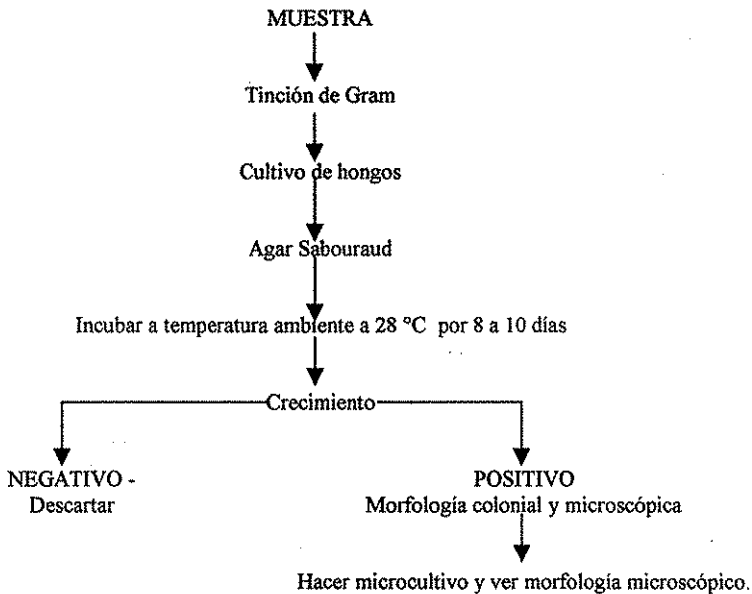 MUESTRA
Tinción de Gram
Cultivo de hongos
Agar Sabouraud
Incubar a temperatura ambiente a 28 °C por 8 a 10 días
Crecimiento
NEGATIVO -
Descartar
POSITIVO
Morfología colonial y microscópica
Hacer microcultivo y ver morfología microscópico.